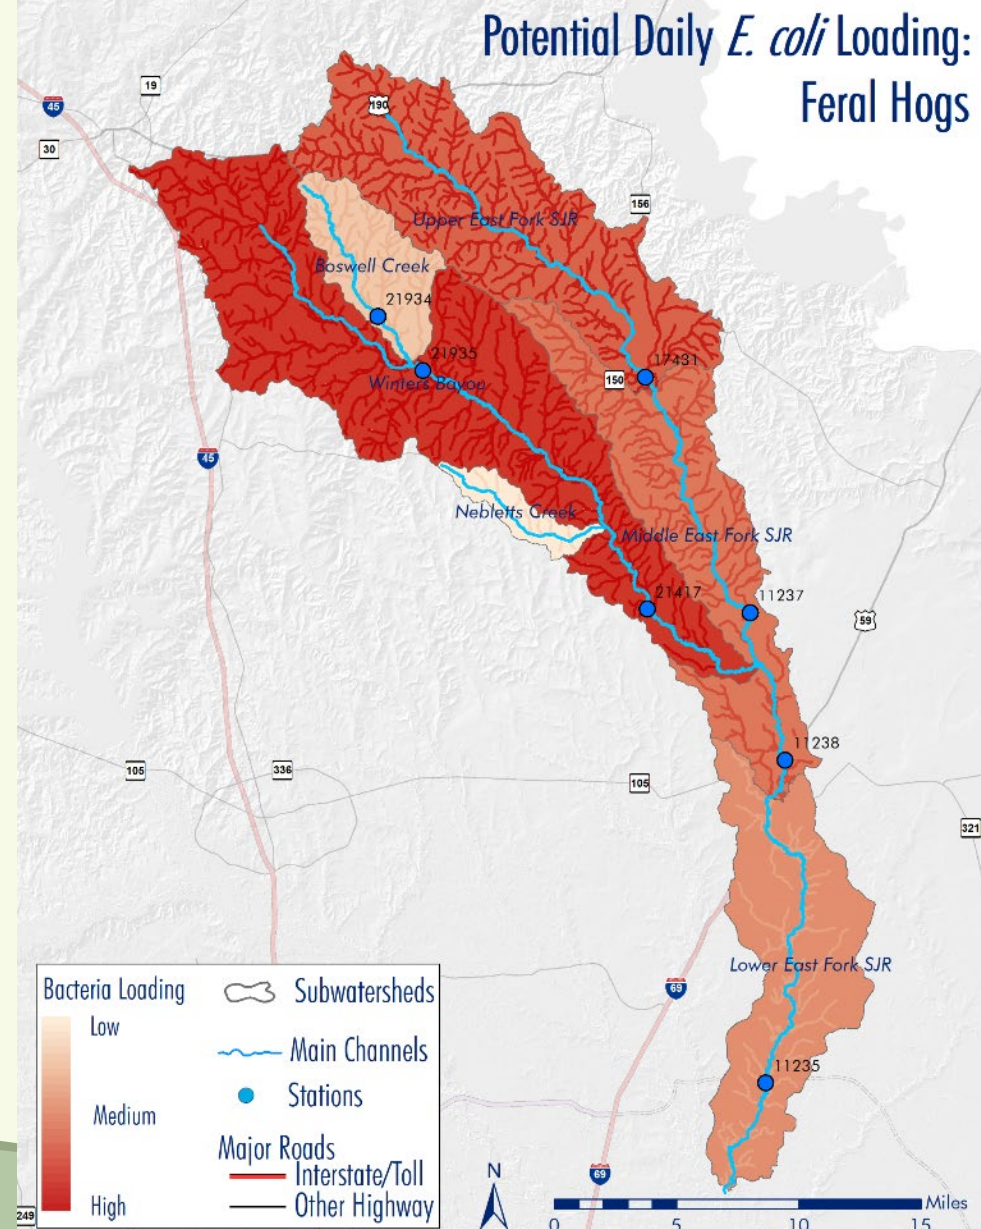 Potential Daily E. coli Loading:
Feral Hogs
19
45
190
30
156
Upper East Fork SJR
Boswell Creek
21934
21935
17431
150
Winters Bayou
45
Nebletts Creek
Middle East Fork SJR
21417
11237
59
11238
105
336
105
321
Lower East Fork SJR
69
11235
69
Bacteria Loading
Low
Medium
High
Subwatersheds
Main Channels
Stations
Major Roads
Interstate/Toll
Other Highway
249
N
Miles
0 5 10 15